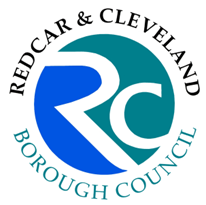 REDCAR & CLEVELAND
RC
BOROUGH COUNCIL